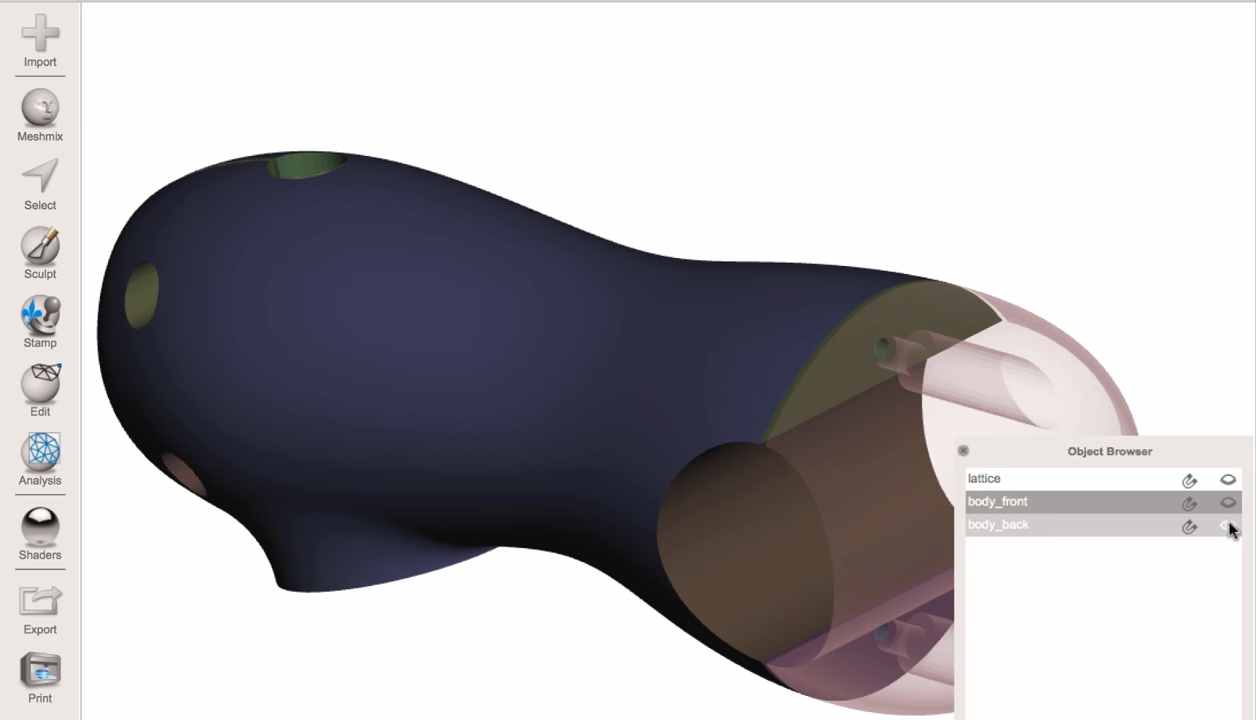 Import
Meshmix
Select
Sculpt
Stamp
Edit
Analysis
Shaders
Export
Print
Object Browser
lattice
body_front
body_back